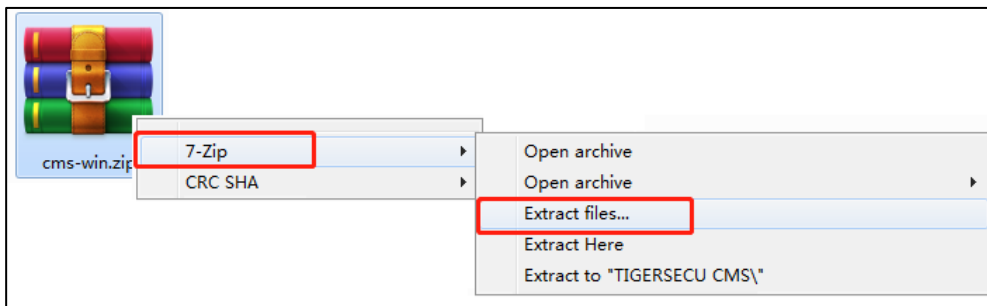 cms-win.zip
7-Zip
CRC SHA
Open archive
Open archive
Extract files...
Extract Here
Extract to "TIGERSECU CMS\"